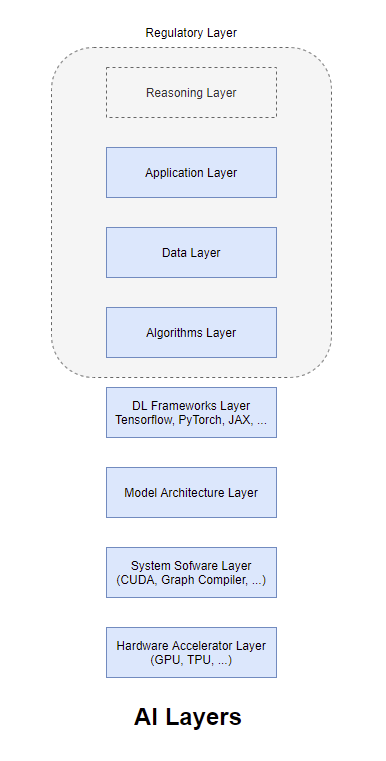 Regulatory Layer
Reasoning Layer
Application Layer
Data Layer
Algorithms Layer
DL Frameworks Layer
Tensorflow, PyTorch, JAX, ...
Model Architecture Layer
System Sofware Layer
(CUDA, Graph Compiler, ...)
Hardware Accelerator Layer
(GPU, TPU, ...)
AI Layers